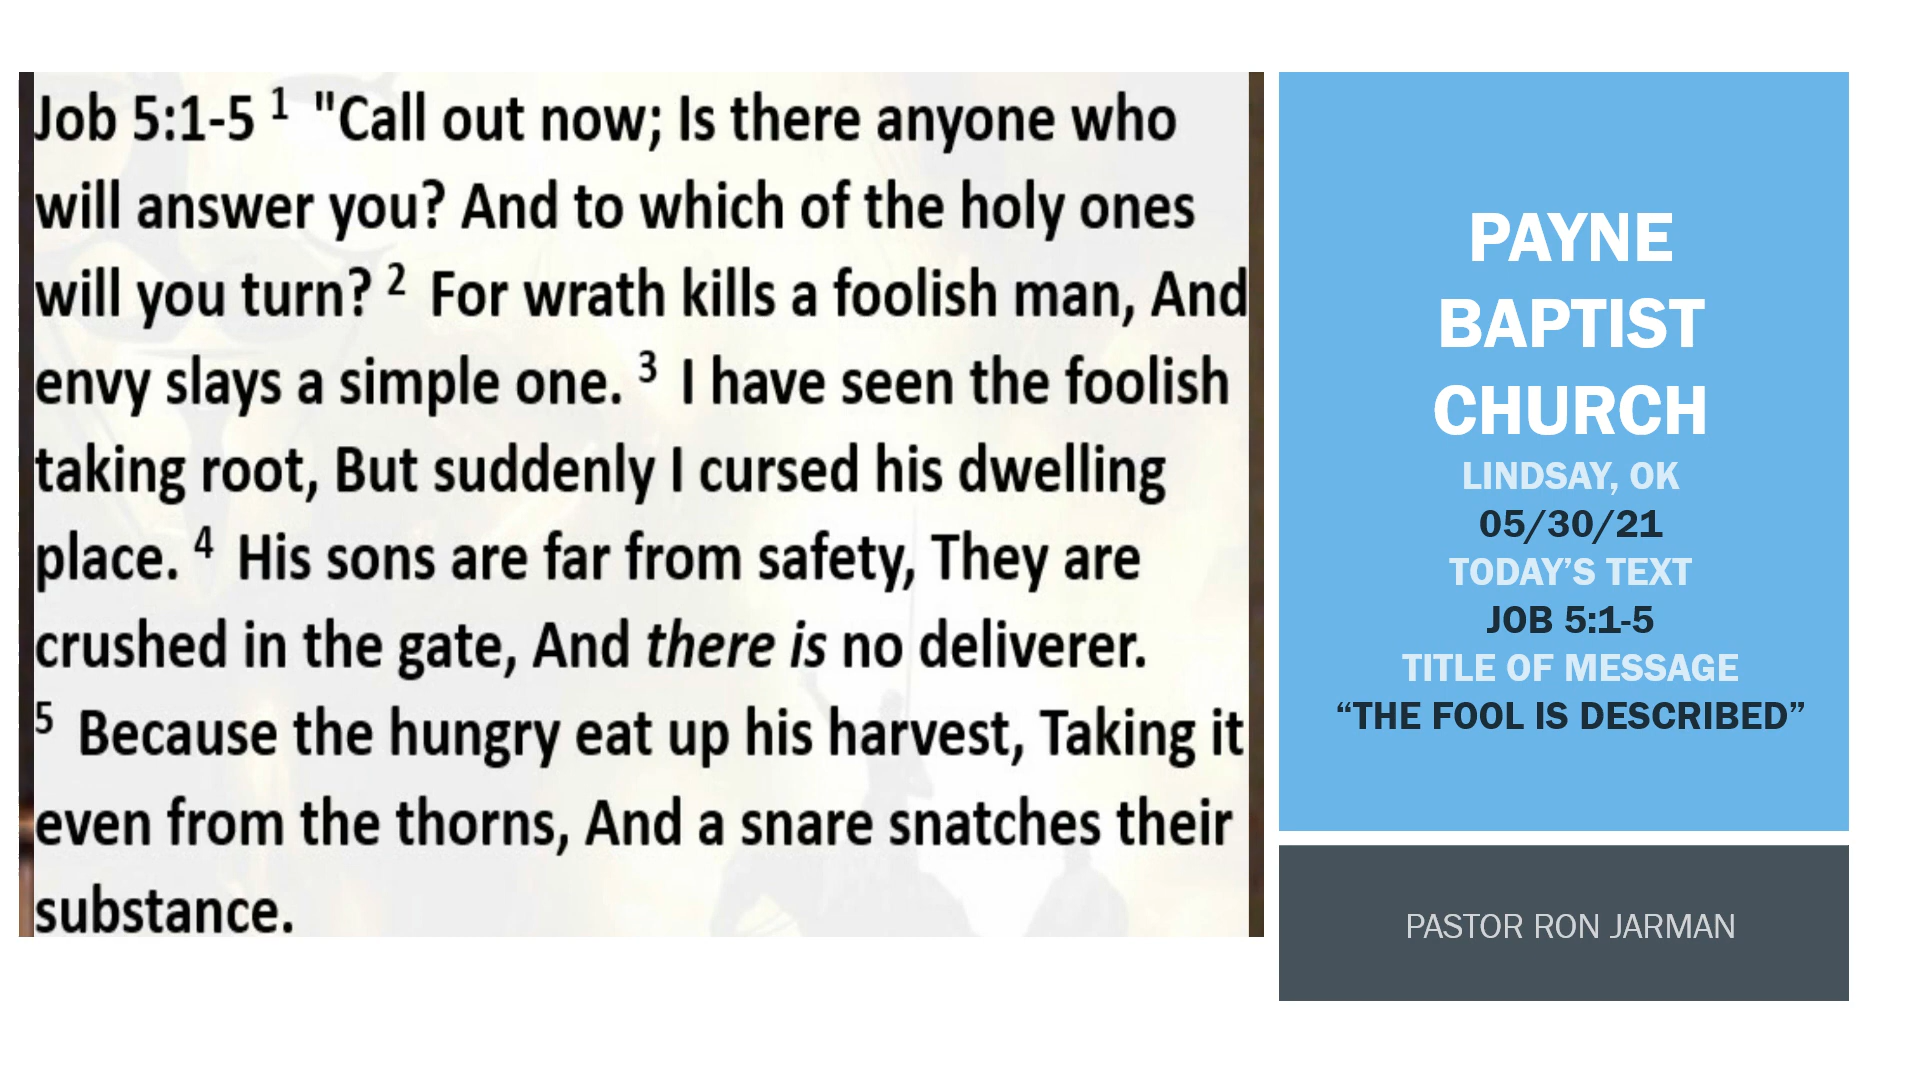 Job 5:1-5 1 "Call out now; Is there anyone who
will answer you? And to which of the holy ones
will you turn? 2 For wrath kills a foolish man, And
envy slays a simple one. 3 I have seen the foolish
taking root, But suddenly I cursed his dwelling
place. 4 His sons are far from safety, They are
crushed in the gate, And there is no deliverer.
5 Because the hungry eat up his harvest, Taking it
even from the thorns, And a snare snatches their
substance.
PAYNE
BAPTIST
CHURCH
LINDSAY, OK
05/30/21
TODAY’S TEXT
JOB 5:1-5
TITLE OF MESSAGE
“THE FOOL IS DESCRIBED”
PASTOR RON JARMAN